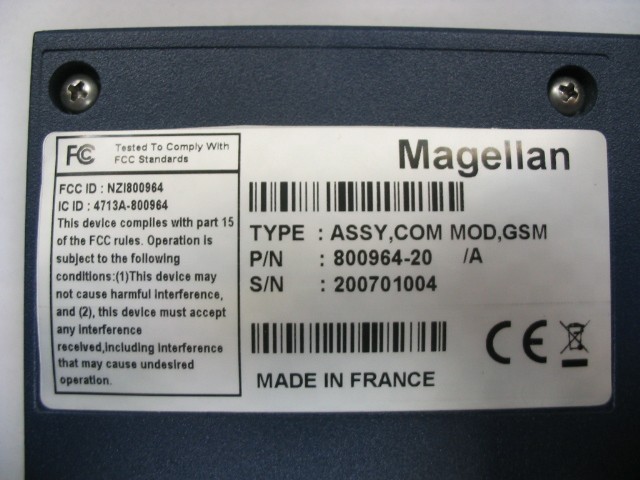 FC Tested To Comply With
FCC Standards
FCC ID : NZI800964
IC ID : 4713A-800964
This device complies with part 15
of the FCC rules. Operation is
subject to the following
conditions:(1)This device may
not cause harmful interference,
and (2), this device must accept
any interference
received,including interference
that may cause undesired
operation.
Magellan
TYPE : ASSY,COM MOD,GSM
P/N : 800964-20 /A
S/N : 200701004
CE
MADE IN FRANCE